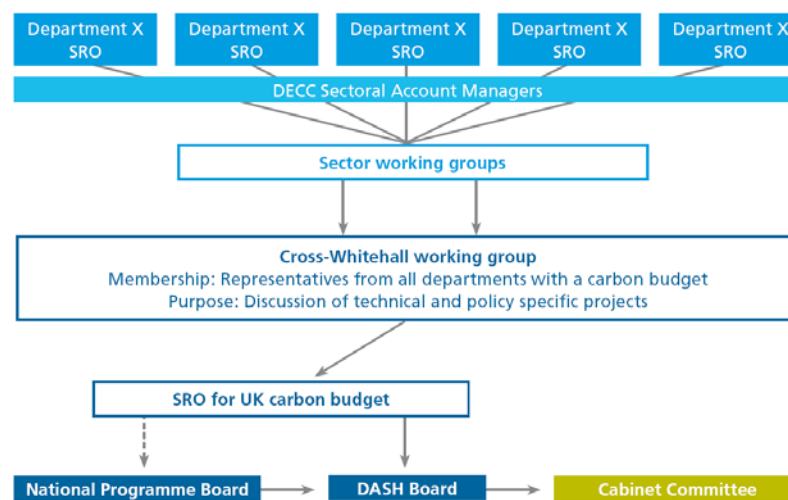 Department X
SRO
Department X
SRO
Department X
SRO
Department X
SRO
Department X
SRO
DECC Sectoral Account Managers
Sector working groups
Cross-Whitehall working group
Membership: Representatives from all departments with a carbon budget
Purpose: Discussion of technical and policy specific projects
SRO for UK carbon budget
National Programme Board
DASH Board
Cabinet Committee